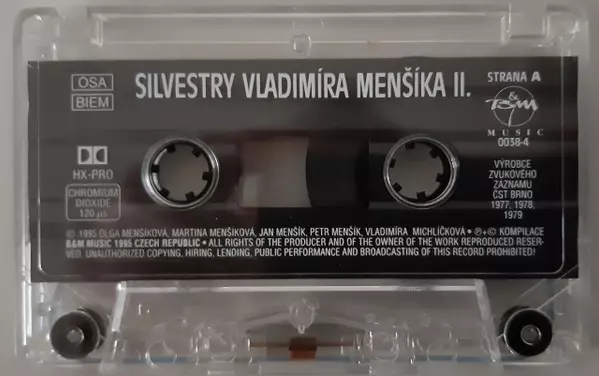 OSA
BIEM
SILVESTRY VLADIMÍRA MENŠÍKA II.
STRANA A
B&M
MUSIC
0038-4
HX-PRO
CHROMIUM
DIOXIDE
120 µs
VÝROBCE
ZVUKOVÉHO
ZÁZNAMU
ČST BRNO
1977, 1978,
1979
© 1995 OLGA MENŠÍKOVÁ, MARTINA MENŠÍKOVÁ, JAN MENŠÍK, PETR MENŠÍK, VLADIMÍRA MICHLÍČKOVÁ • ℗+© KOMPILACE
B&M MUSIC 1995 CZECH REPUBLIC • ALL RIGHTS OF THE PRODUCER AND OF THE OWNER OF THE WORK REPRODUCED RESER-
VED. UNAUTHORIZED COPYING, HIRING, LENDING, PUBLIC PERFORMANCE AND BROADCASTING OF THIS RECORD PROHIBITED!